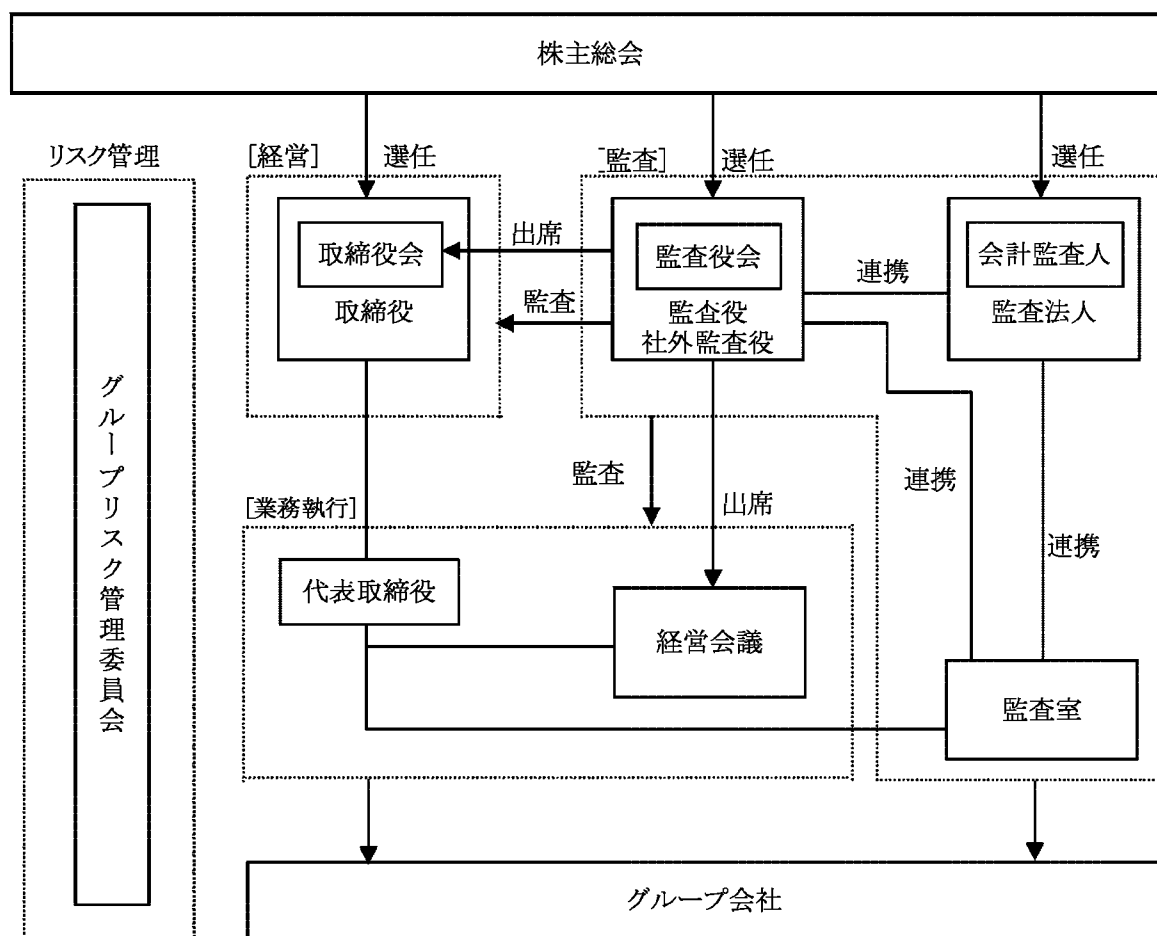 株主総会
リスク管理
[経営]
選任
[監査]
選任
選任
取締役会
取締役
出席
監査
監査役会
監査役
社外監査役
連携
会計監査人
監査法人
グループリスク管理委員会
監査
出席
連携
連携
[業務執行]
代表取締役
経営会議
監査室
グループ会社